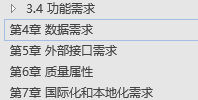 3.4 功能需求
第4章 数据需求
第5章 外部接口需求
第6章 质量属性
第7章 国际化和本地化需求